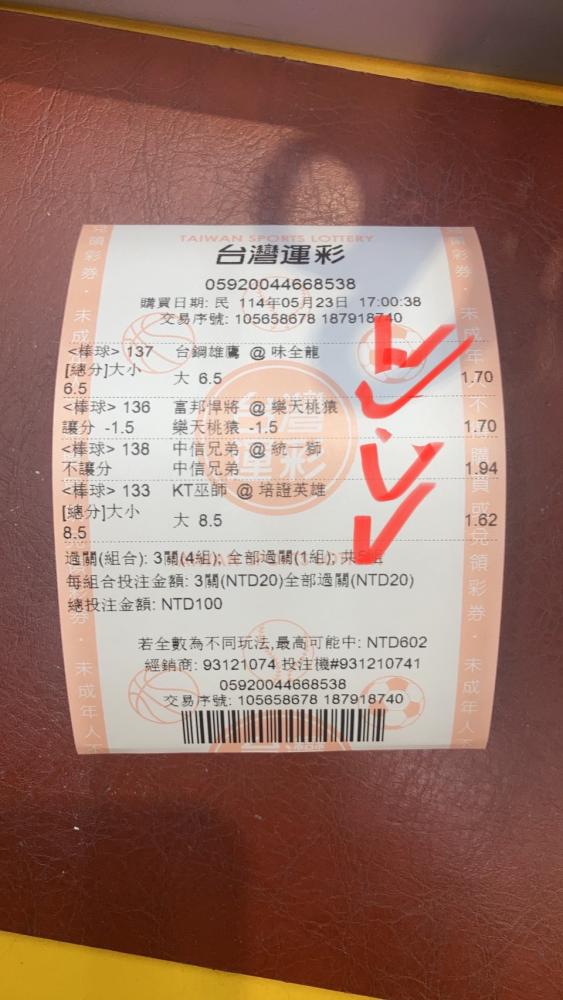 TAIWAN SPORTS LOTTERY
台灣運彩
05920044668538
購買日期: 民 114年05月23日 17:00:38
交易序號: 105658678 187918740
<棒球> 137 台鋼雄鷹 @ 味全龍
[總分]大小
6.5 大 6.5 1.70
<棒球> 136 富邦悍將 @ 樂天桃猿
讓分 -1.5 樂天桃猿 -1.5 1.70
<棒球> 138 中信兄弟 @ 統一獅
不讓分 中信兄弟 1.94
<棒球> 133 KT巫師 @ 培證英雄
[總分]大小
8.5 大 8.5 1.62
過關(組合): 3關(4組); 全部過關(1組); 共5組
每組合投注金額: 3關(NTD20)全部過關(NTD20)
總投注金額: NTD100
若全數為不同玩法,最高可能中: NTD602
經銷商: 93121074 投注機#931210741
05920044668538
交易序號: 105658678 187918740